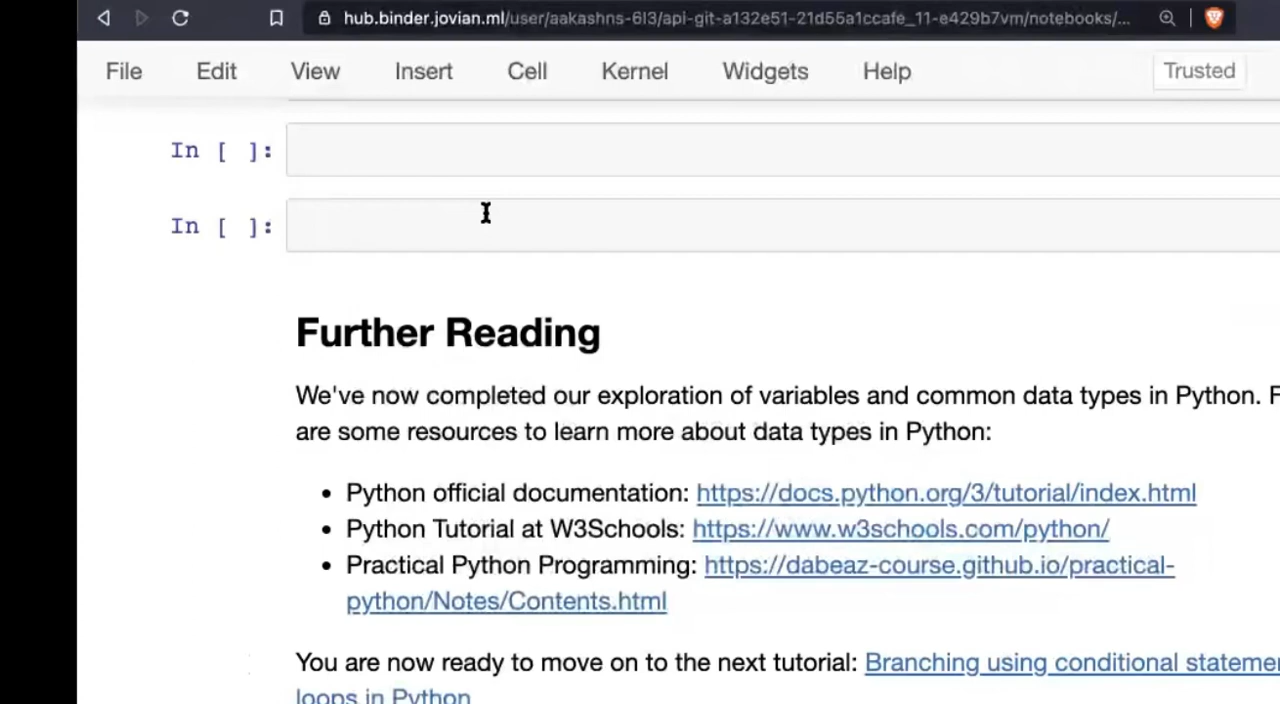 hub.binder.jovian.ml/user/aakashns-6l3/api-git-a132e51-21d55a1ccafe_11-e429b7vm/notebooks/...
File Edit View Insert Cell Kernel Widgets Help Trusted
In [ ]:
In [ ]:
Further Reading
We've now completed our exploration of variables and common data types in Python. F
are some resources to learn more about data types in Python:
• Python official documentation: https://docs.python.org/3/tutorial/index.html
• Python Tutorial at W3Schools: https://www.w3schools.com/python/
• Practical Python Programming: https://dabeaz-course.github.io/practical-
python/Notes/Contents.html
You are now ready to move on to the next tutorial: Branching using conditional stateme
loops in Python